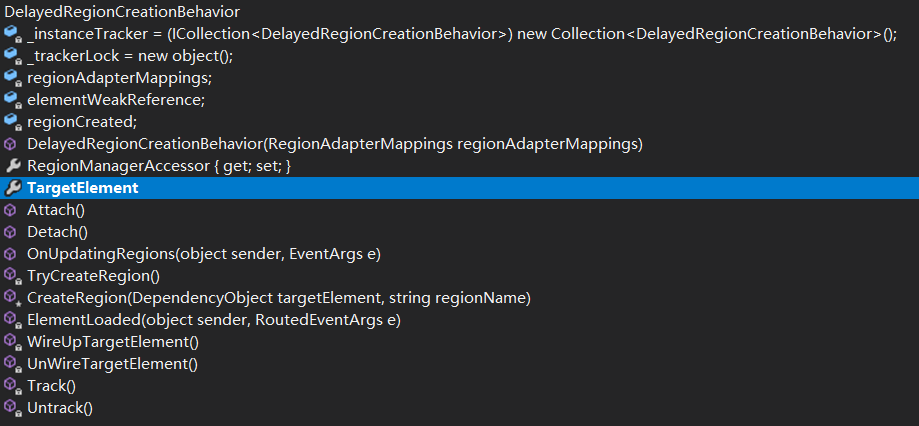 DelayedRegionCreationBehavior
_instanceTracker = (ICollection<DelayedRegionCreationBehavior>) new Collection<DelayedRegionCreationBehavior>();
_trackerLock = new object();
regionAdapterMappings;
elementWeakReference;
regionCreated;
DelayedRegionCreationBehavior(RegionAdapterMappings regionAdapterMappings)
RegionManagerAccessor { get; set; }
TargetElement
Attach()
Detach()
OnUpdatingRegions(object sender, EventArgs e)
TryCreateRegion()
CreateRegion(DependencyObject targetElement, string regionName)
ElementLoaded(object sender, RoutedEventArgs e)
WireUpTargetElement()
UnWireTargetElement()
Track()
Untrack()